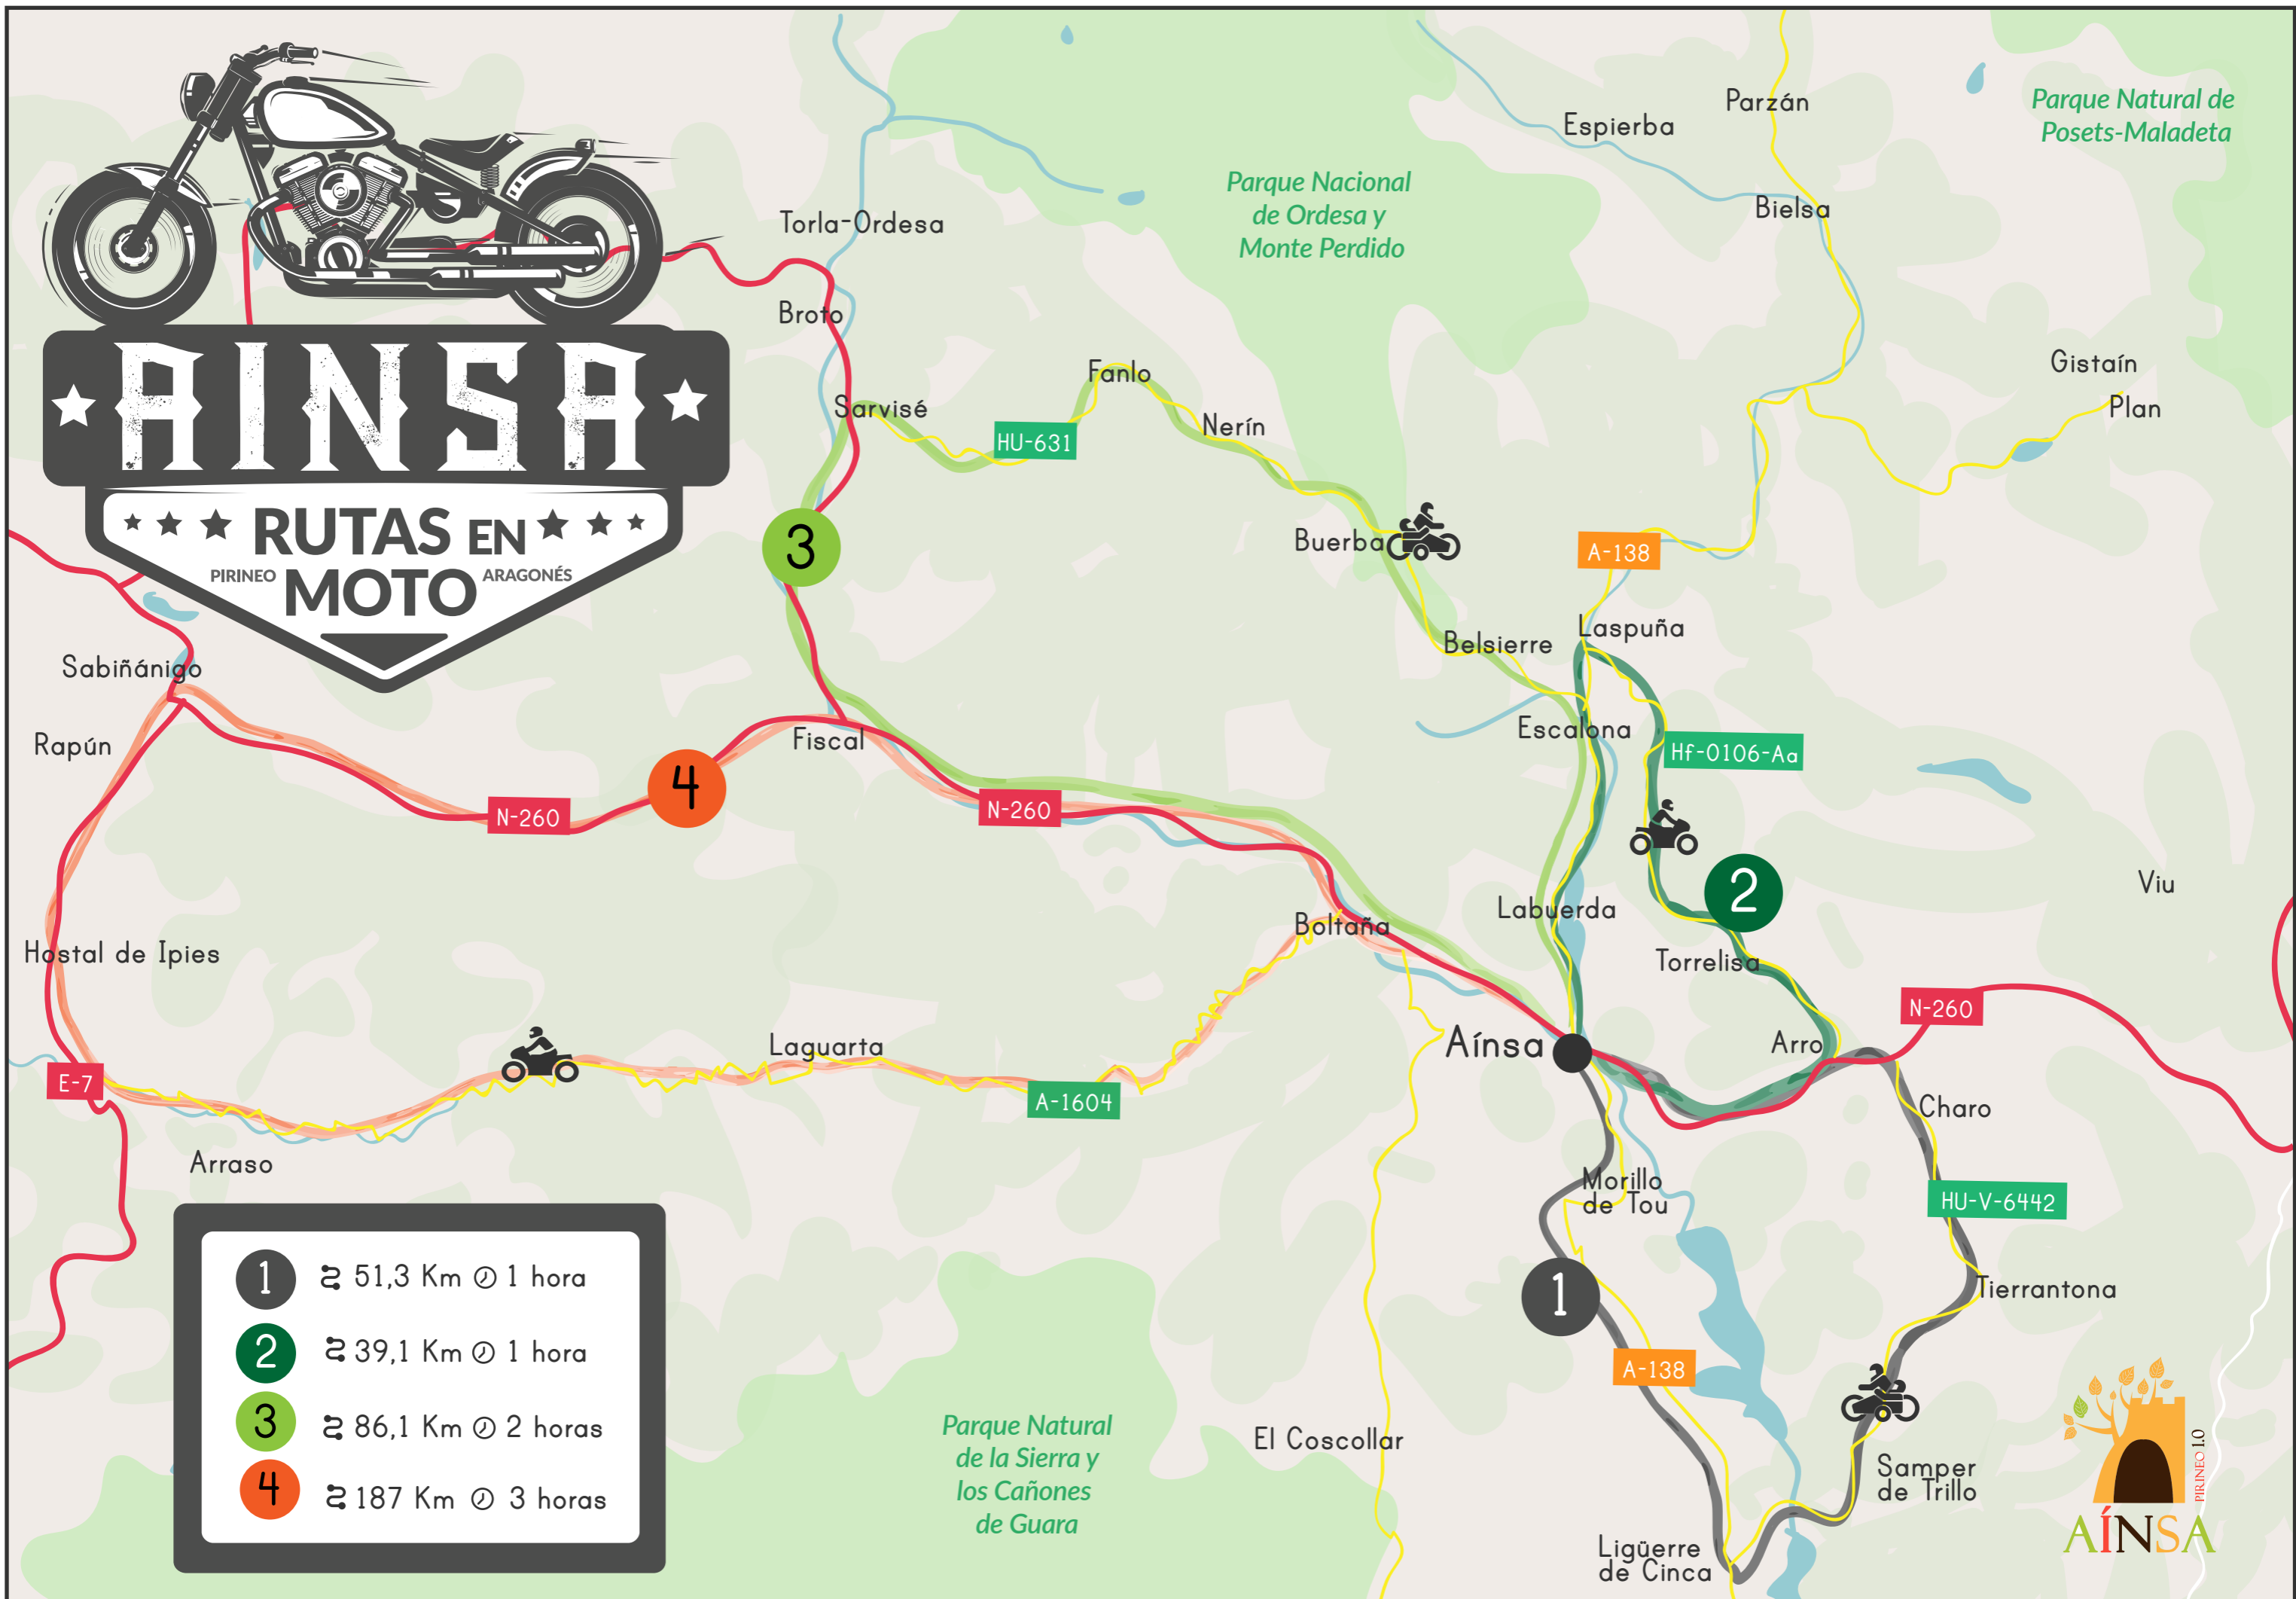 AINSA
RUTAS EN
PIRINEO
MOTO
ARAGONÉS
Parque Natural de
Posets-Maladeta
Parzán
Espierba
Bielsa
Parque Nacional
de Ordesa y
Monte Perdido
Torla-Ordesa
Broto
Gistaín
Plan
Fanlo
Sarvisé
HU-631
Nerín
3
Buerba
A-138
Laspuña
Belsierre
Sabiñánigo
Rapún
Fiscal
Escalona
Hf-0106-Aa
4
N-260
N-260
2
Viu
Labuerda
Boltaña
Hostal de Ipies
Torrelisa
N-260
Aínsa
Arro
Laguarta
E-7
A-1604
Charo
Arraso
Morillo
de Tou
HU-V-6442
1
Tierrantona
A-138
El Coscollar
Parque Natural
de la Sierra y
los Cañones
de Guara
Samper
de Trillo
Ligüerre
de Cinca
1 51,3 Km 1 hora
2 39,1 Km 1 hora
3 86,1 Km 2 horas
4 187 Km 3 horas
PIRINEO 1.0
AÍNSA